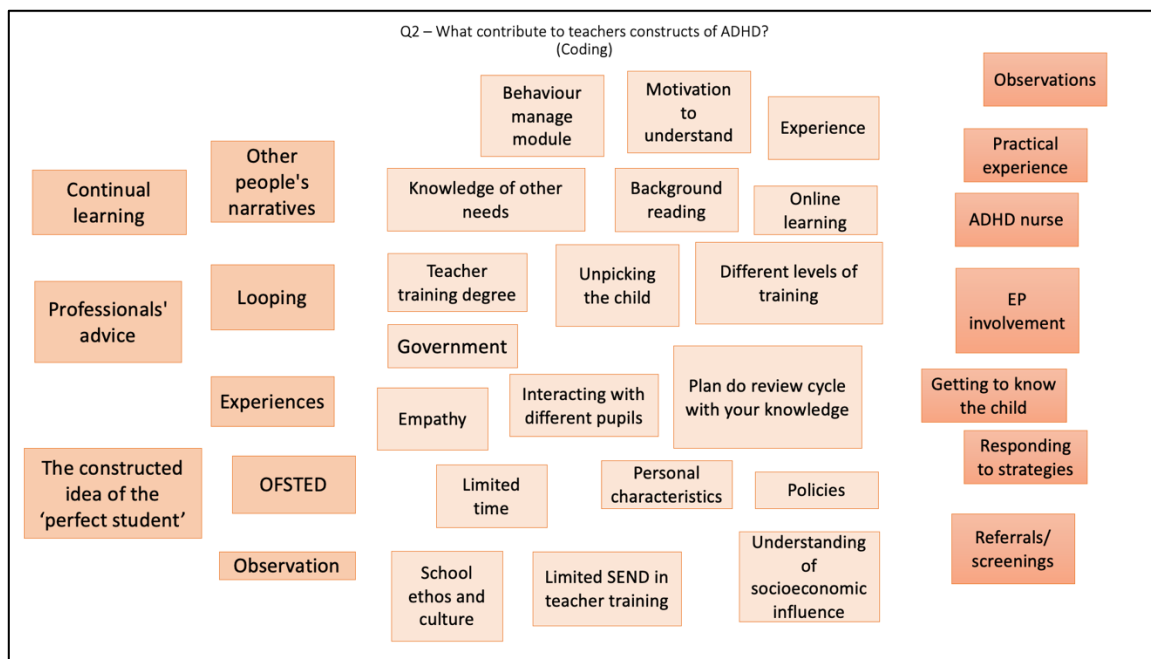 Q2 – What contribute to teachers constructs of ADHD?
(Coding)
Continual
learning
Professionals'
advice
The constructed
idea of the
‘perfect student’
Other
people's
narratives
Looping
Experiences
OFSTED
Observation
Behaviour
manage
module
Motivation
to
understand
Experience
Knowledge of other
needs
Background
reading
Online
learning
Teacher
training degree
Unpicking
the child
Different levels of
training
Government
Empathy
Interacting with
different pupils
Plan do review cycle
with your knowledge
Limited
time
Personal
characteristics
Policies
School
ethos and
culture
Limited SEND in
teacher training
Understanding
of
socioeconomic
influence
Observations
Practical
experience
ADHD nurse
EP
involvement
Getting to know
the child
Responding
to strategies
Referrals/
screenings